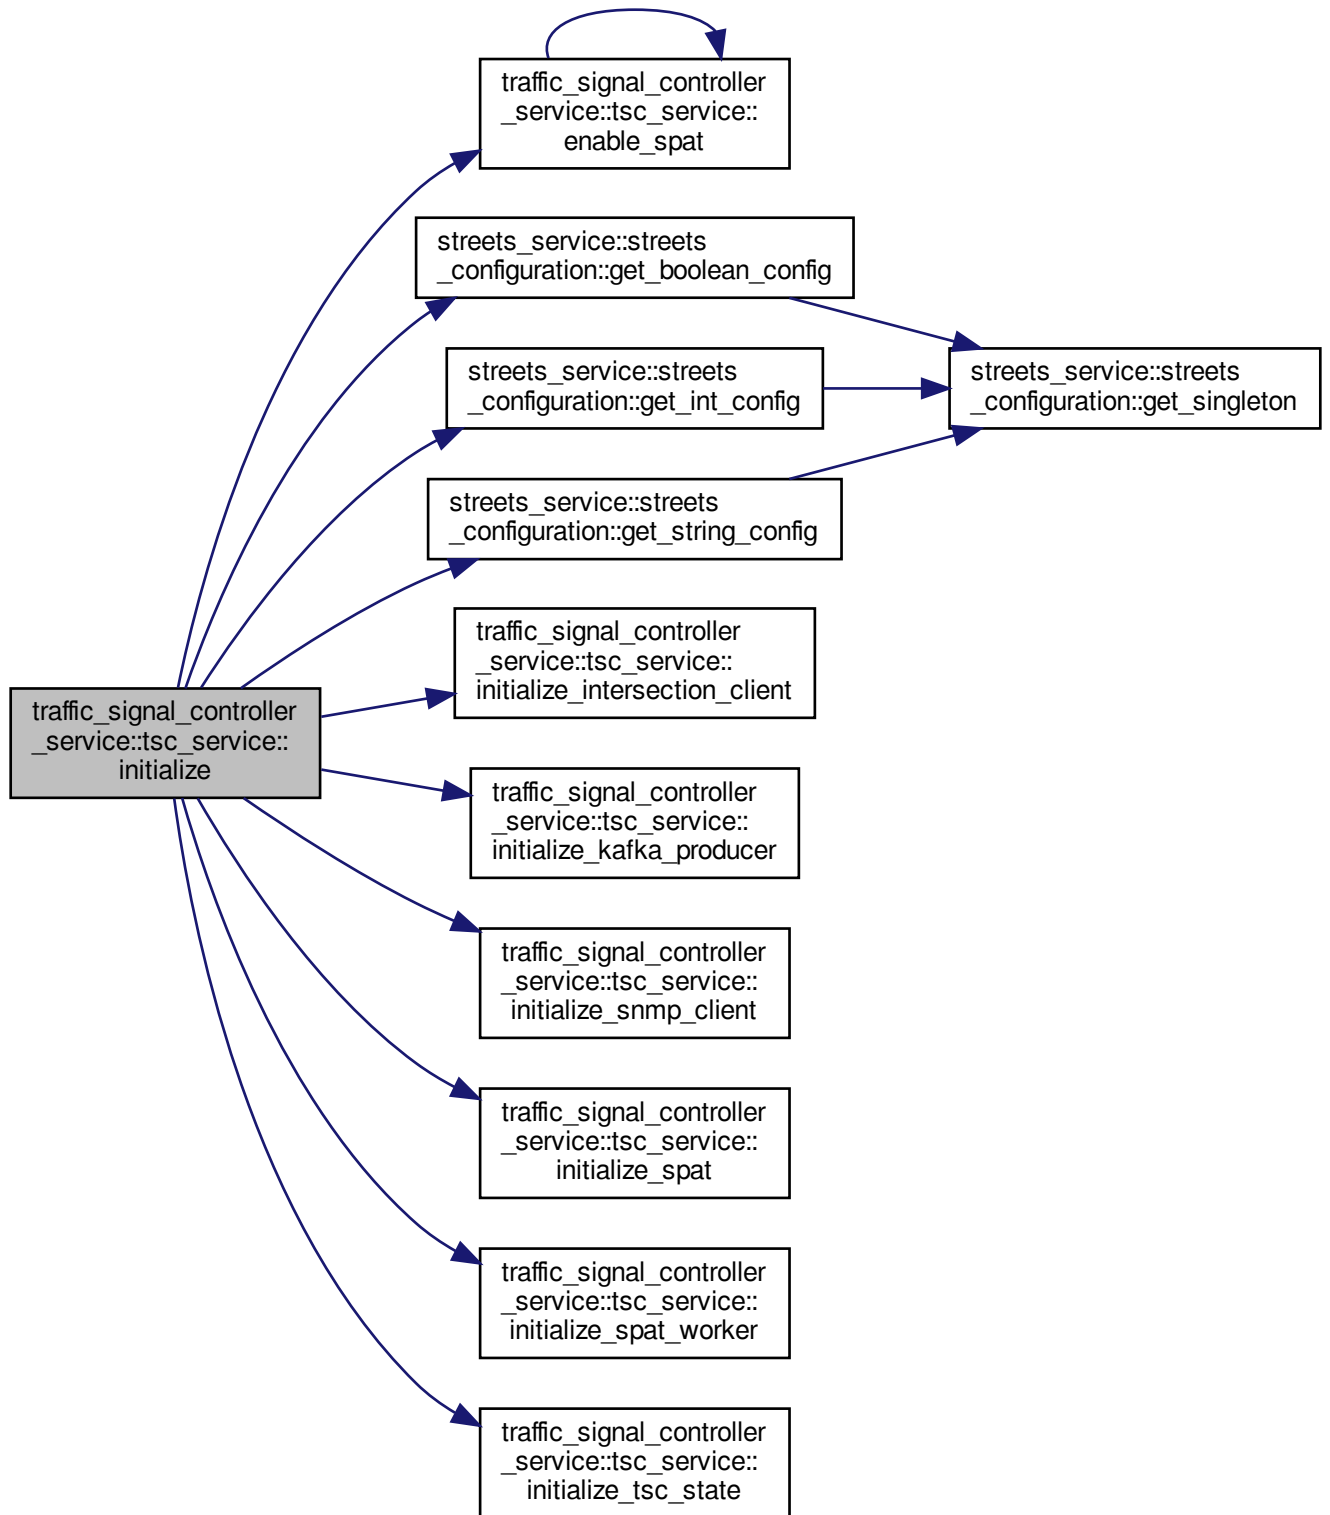 traffic_signal_controller
_service::tsc_service::
enable_spat
streets_service::streets
_configuration::get_boolean_config
streets_service::streets
_configuration::get_int_config
streets_service::streets
_configuration::get_singleton
streets_service::streets
_configuration::get_string_config
traffic_signal_controller
_service::tsc_service::
initialize_intersection_client
traffic_signal_controller
_service::tsc_service::
initialize
traffic_signal_controller
_service::tsc_service::
initialize_kafka_producer
traffic_signal_controller
_service::tsc_service::
initialize_snmp_client
traffic_signal_controller
_service::tsc_service::
initialize_spat
traffic_signal_controller
_service::tsc_service::
initialize_spat_worker
traffic_signal_controller
_service::tsc_service::
initialize_tsc_state